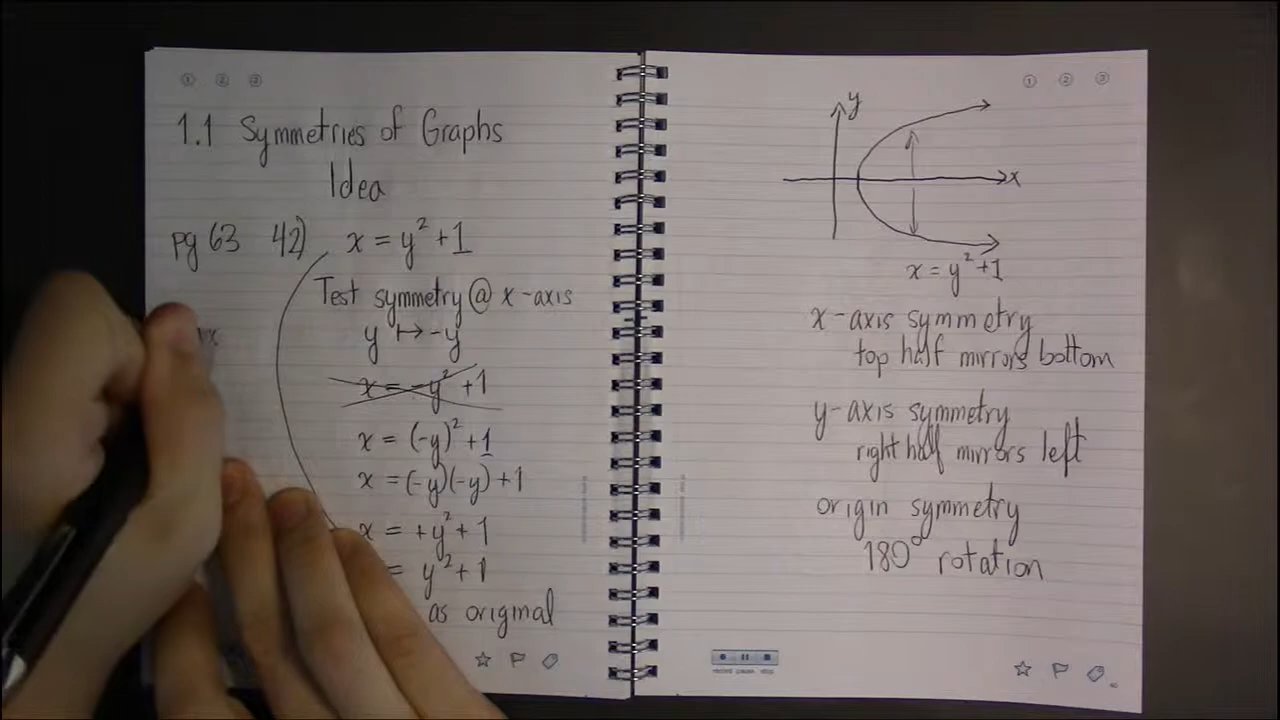 1.1 Symmetries of Graphs
Idea
pg 63 42) x = y² + 1
Test symmetry @ x-axis
y ↦ -y
x = -y² + 1
x = (-y)² + 1
x = (-y)(-y) + 1
x = +y² + 1
= y² + 1
as original
y
x
x = y² + 1
x-axis symmetry
top half mirrors bottom
y-axis symmetry
right half mirrors left
origin symmetry
180° rotation